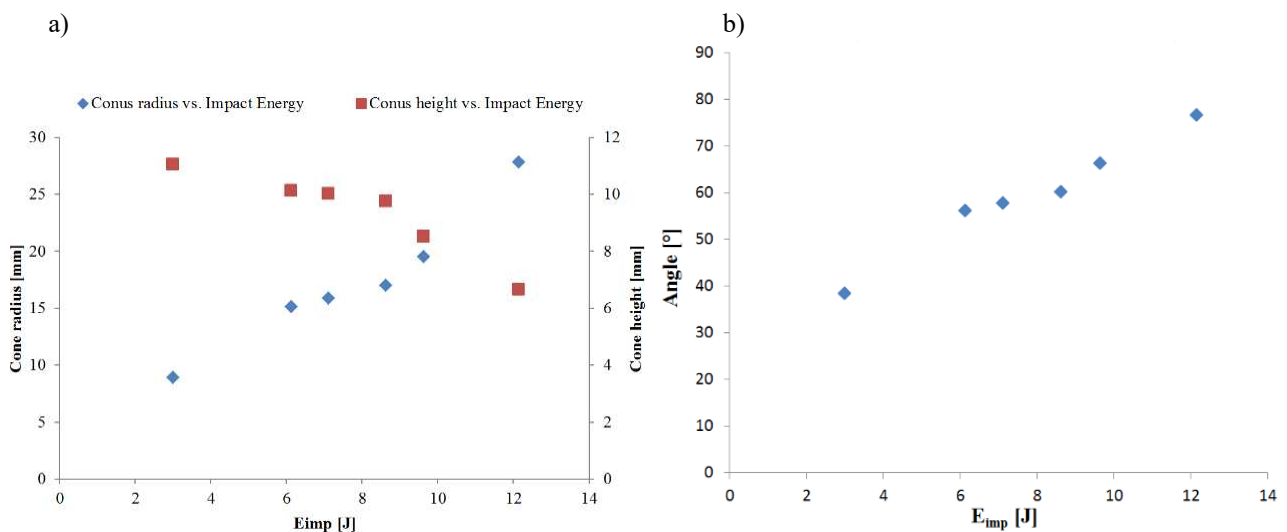 a)
Conus radius vs. Impact Energy
Conus height vs. Impact Energy
30
25
20
15
10
5
0
Cone radius [mm]
12
10
8
6
4
2
0
Cone height [mm]
0 2 4 6 8 10 12 14
Eimp [J]
b)
90
80
70
60
50
40
30
20
10
0
Angle [°]
0 2 4 6 8 10 12 14
Eimp [J]